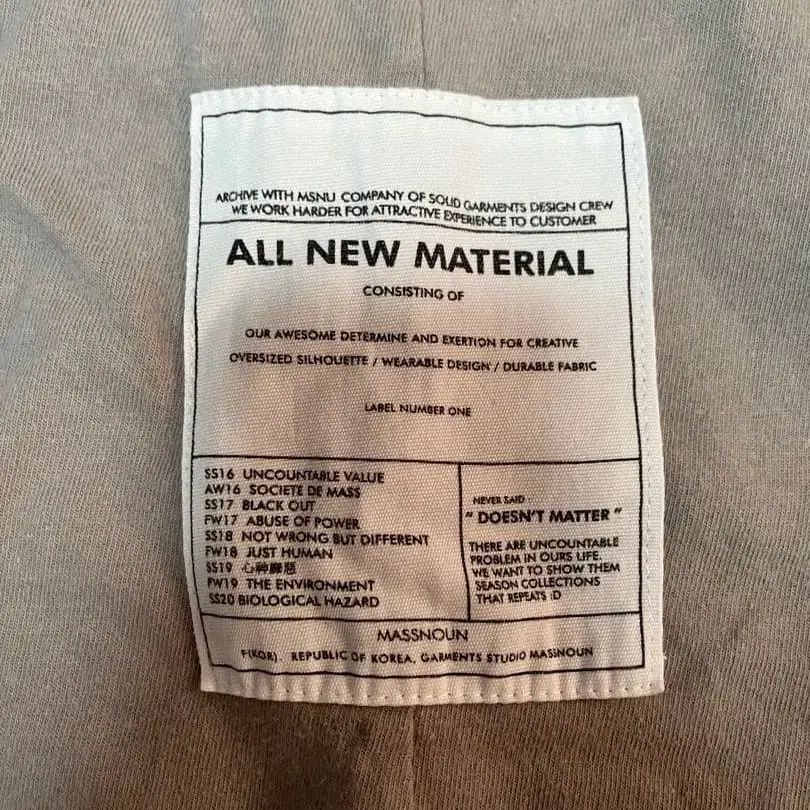 ARCHIVE WITH MSNU COMPANY OF SOLID GARMENTS DESIGN CREW
WE WORK HARDER FOR ATTRACTIVE EXPERIENCE TO CUSTOMER
ALL NEW MATERIAL
CONSISTING OF
OUR AWESOME DETERMINE AND EXERTION FOR CREATIVE
OVERSIZED SILHOUETTE / WEARABLE DESIGN / DURABLE FABRIC
LABEL NUMBER ONE
SS16 UNCOUNTABLE VALUE
AW16 SOCIETE DE MASS
SS17 BLACK OUT
FW17 ABUSE OF POWER
SS18 NOT WRONG BUT DIFFERENT
FW18 JUST HUMAN
SS19 心神
FW19 THE ENVIRONMENT
SS20 BIOLOGICAL HAZARD
NEVER SAID
" DOESN'T MATTER "
THERE ARE UNCOUNTABLE
PROBLEM IN OURS LIFE.
WE WANT TO SHOW THEM
SEASON COLLECTIONS
THAT REPEATS :D
MASSNOUN
F(KOR). REPUBLIC OF KOREA. GARMENTS STUDIO MASSNOUN